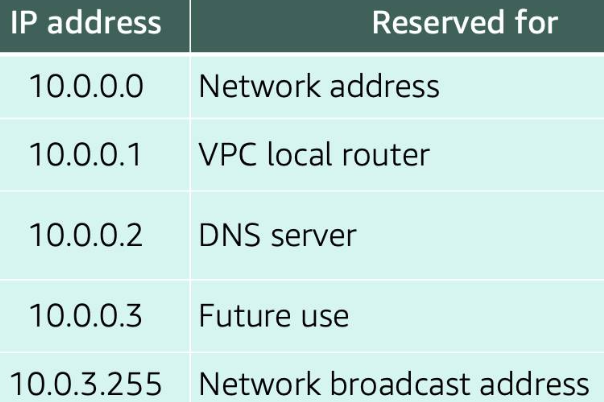 IP address Reserved for
10.0.0.0 Network address
10.0.0.1 VPC local router
10.0.0.2 DNS server
10.0.0.3 Future use
10.0.3.255 Network broadcast address